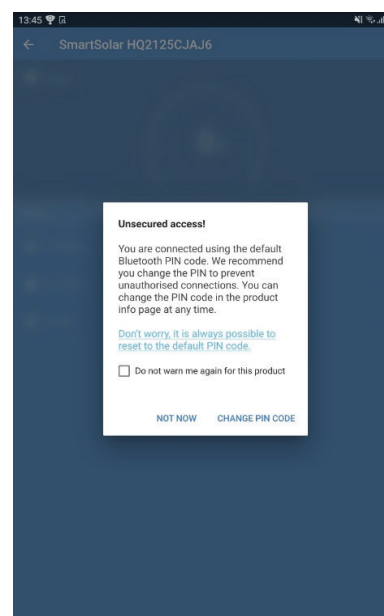 13:45
SmartSolar HQ2125CJAJ6
Unsecured access!
You are connected using the default
Bluetooth PIN code. We recommend
you change the PIN to prevent
unauthorised connections. You can
change the PIN code in the product
info page at any time.
Don't worry, it is always possible to
reset to the default PIN code.
Do not warn me again for this product
NOT NOW CHANGE PIN CODE